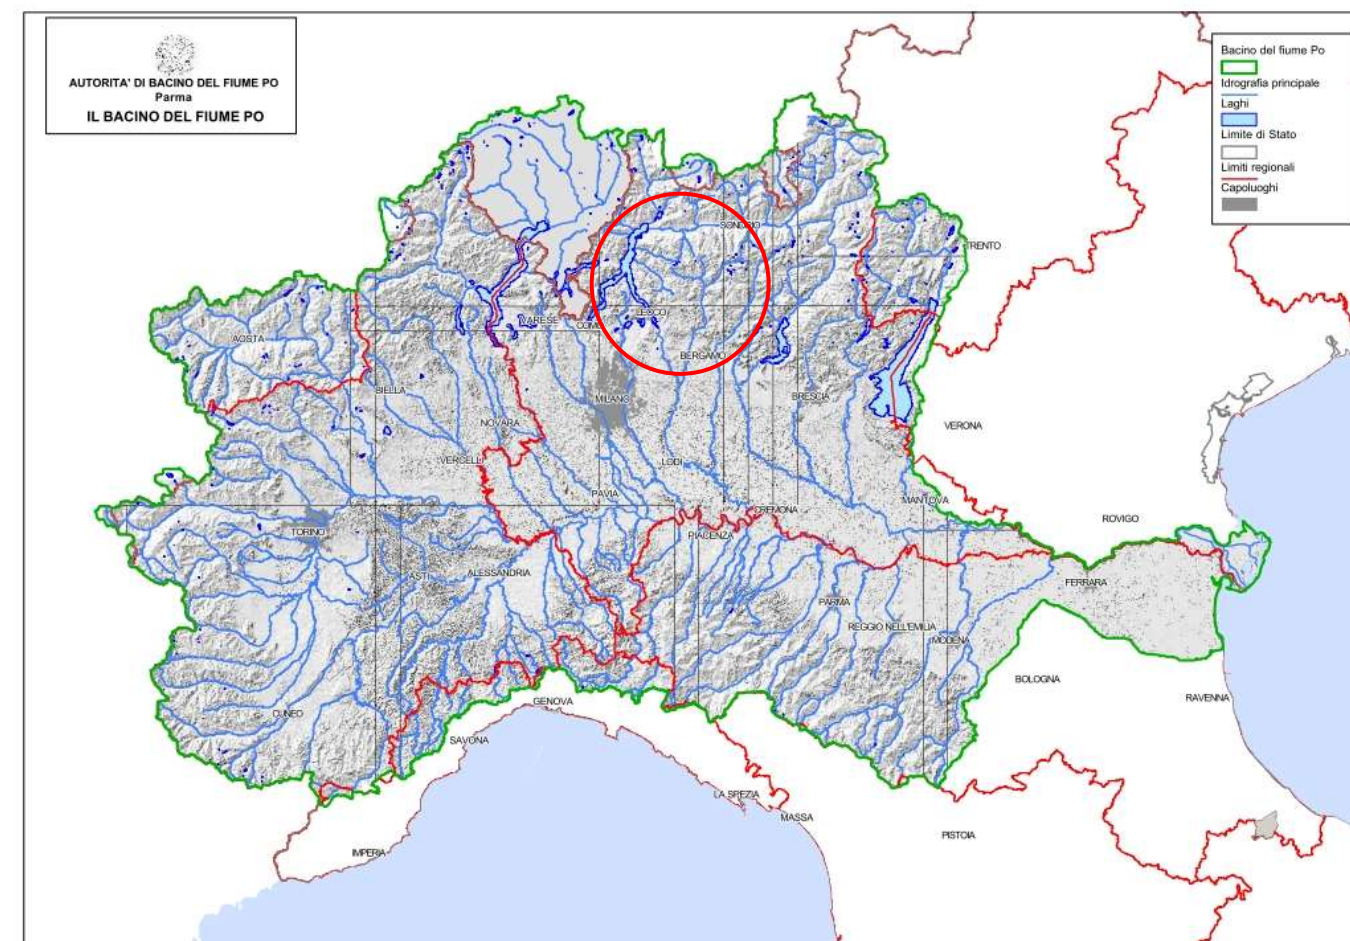 AUTORITA' DI BACINO DEL FIUME PO
Parma
IL BACINO DEL FIUME PO
Bacino del fiume Po
Idrografia principale
Laghi
Limite di Stato
Limiti regionali
Capoluoghi
SONDRIO
TRENTO
LECCO
VARESE
COMO
AOSTA
BERGAMO
BIELLA
MILANO
BRESCIA
NOVARA
VERONA
VERCELLI
LODI
PAVIA
MANTOVA
CREMONA
ROVIGO
TORINO
PIACENZA
ASTI
ALESSANDRIA
FERRARA
PARMA
REGGIO NELL'EMILIA
MODENA
BOLOGNA
RAVENNA
GENOVA
CUNEO
SAVONA
LA SPEZIA
MASSA
PISTOIA
IMPERIA